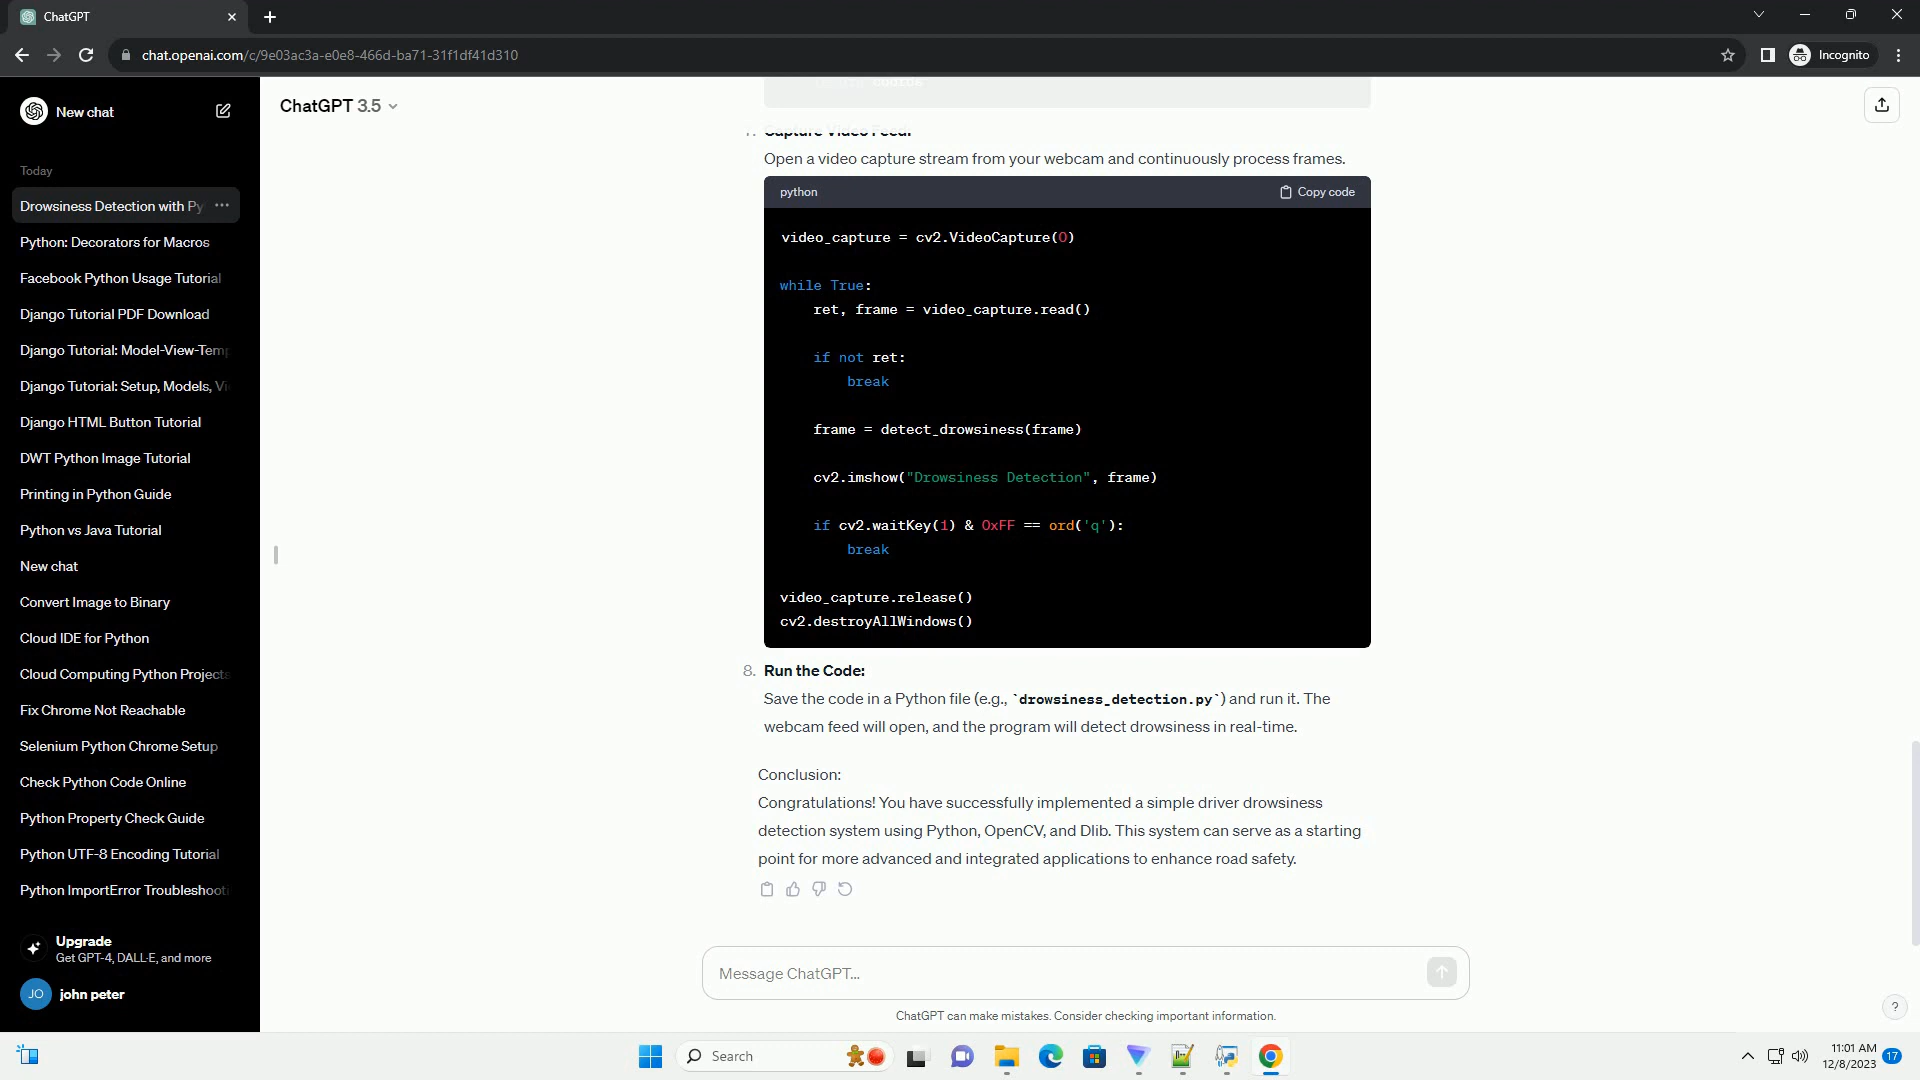 ChatGPT
chat.openai.com/c/9e03ac3a-e0e8-466d-ba71-31f1df41d310
Incognito
New chat
Today
Drowsiness Detection with Py
Python: Decorators for Macros
Facebook Python Usage Tutorial
Django Tutorial PDF Download
Django Tutorial: Model-View-Temp
Django Tutorial: Setup, Models, Vi
Django HTML Button Tutorial
DWT Python Image Tutorial
Printing in Python Guide
Python vs Java Tutorial
New chat
Convert Image to Binary
Cloud IDE for Python
Cloud Computing Python Projects
Fix Chrome Not Reachable
Selenium Python Chrome Setup
Check Python Code Online
Python Property Check Guide
Python UTF-8 Encoding Tutorial
Python ImportError Troubleshooti
Upgrade
Get GPT-4, DALL·E, and more
JO john peter
ChatGPT 3.5
Capture Video Feed:
Open a video capture stream from your webcam and continuously process frames.
python Copy code
video_capture = cv2.VideoCapture(0)
while True:
ret, frame = video_capture.read()
if not ret:
break
frame = detect_drowsiness(frame)
cv2.imshow("Drowsiness Detection", frame)
if cv2.waitKey(1) & 0xFF == ord('q'):
break
video_capture.release()
cv2.destroyAllWindows()
8. Run the Code:
Save the code in a Python file (e.g., `drowsiness_detection.py`) and run it. The
webcam feed will open, and the program will detect drowsiness in real-time.
Conclusion:
Congratulations! You have successfully implemented a simple driver drowsiness
detection system using Python, OpenCV, and Dlib. This system can serve as a starting
point for more advanced and integrated applications to enhance road safety.
Message ChatGPT...
ChatGPT can make mistakes. Consider checking important information.
?
Search
11:01 AM
12/8/2023
17